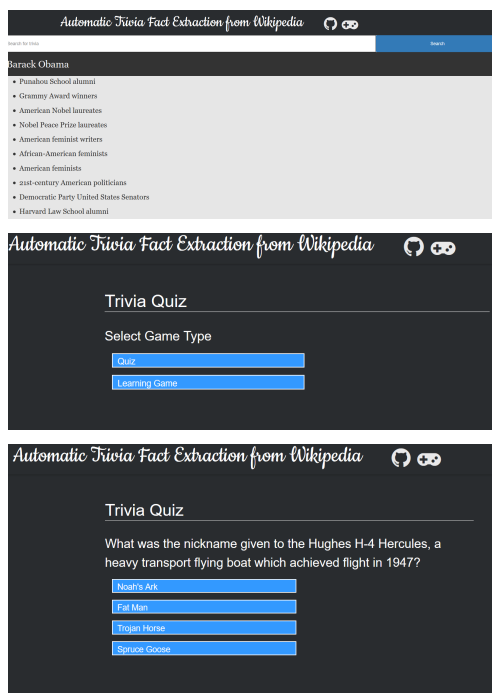 Automatic Trivia Fact Extraction from Wikipedia
Search for trivia
Search
Barack Obama
• Punahou School alumni
• Grammy Award winners
• American Nobel laureates
• Nobel Peace Prize laureates
• American feminist writers
• African-American feminists
• American feminists
• 21st-century American politicians
• Democratic Party United States Senators
• Harvard Law School alumni
Automatic Trivia Fact Extraction from Wikipedia
Trivia Quiz
Select Game Type
Quiz
Learning Game
Automatic Trivia Fact Extraction from Wikipedia
Trivia Quiz
What was the nickname given to the Hughes H-4 Hercules, a
heavy transport flying boat which achieved flight in 1947?
Noah's Ark
Fat Man
Trojan Horse
Spruce Goose